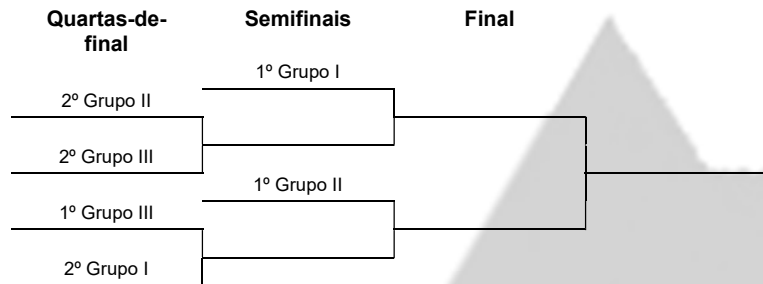 Quartas-de-
final
Semifinais
Final
1º Grupo I
2º Grupo II
2º Grupo III
1º Grupo II
1º Grupo III
2º Grupo I